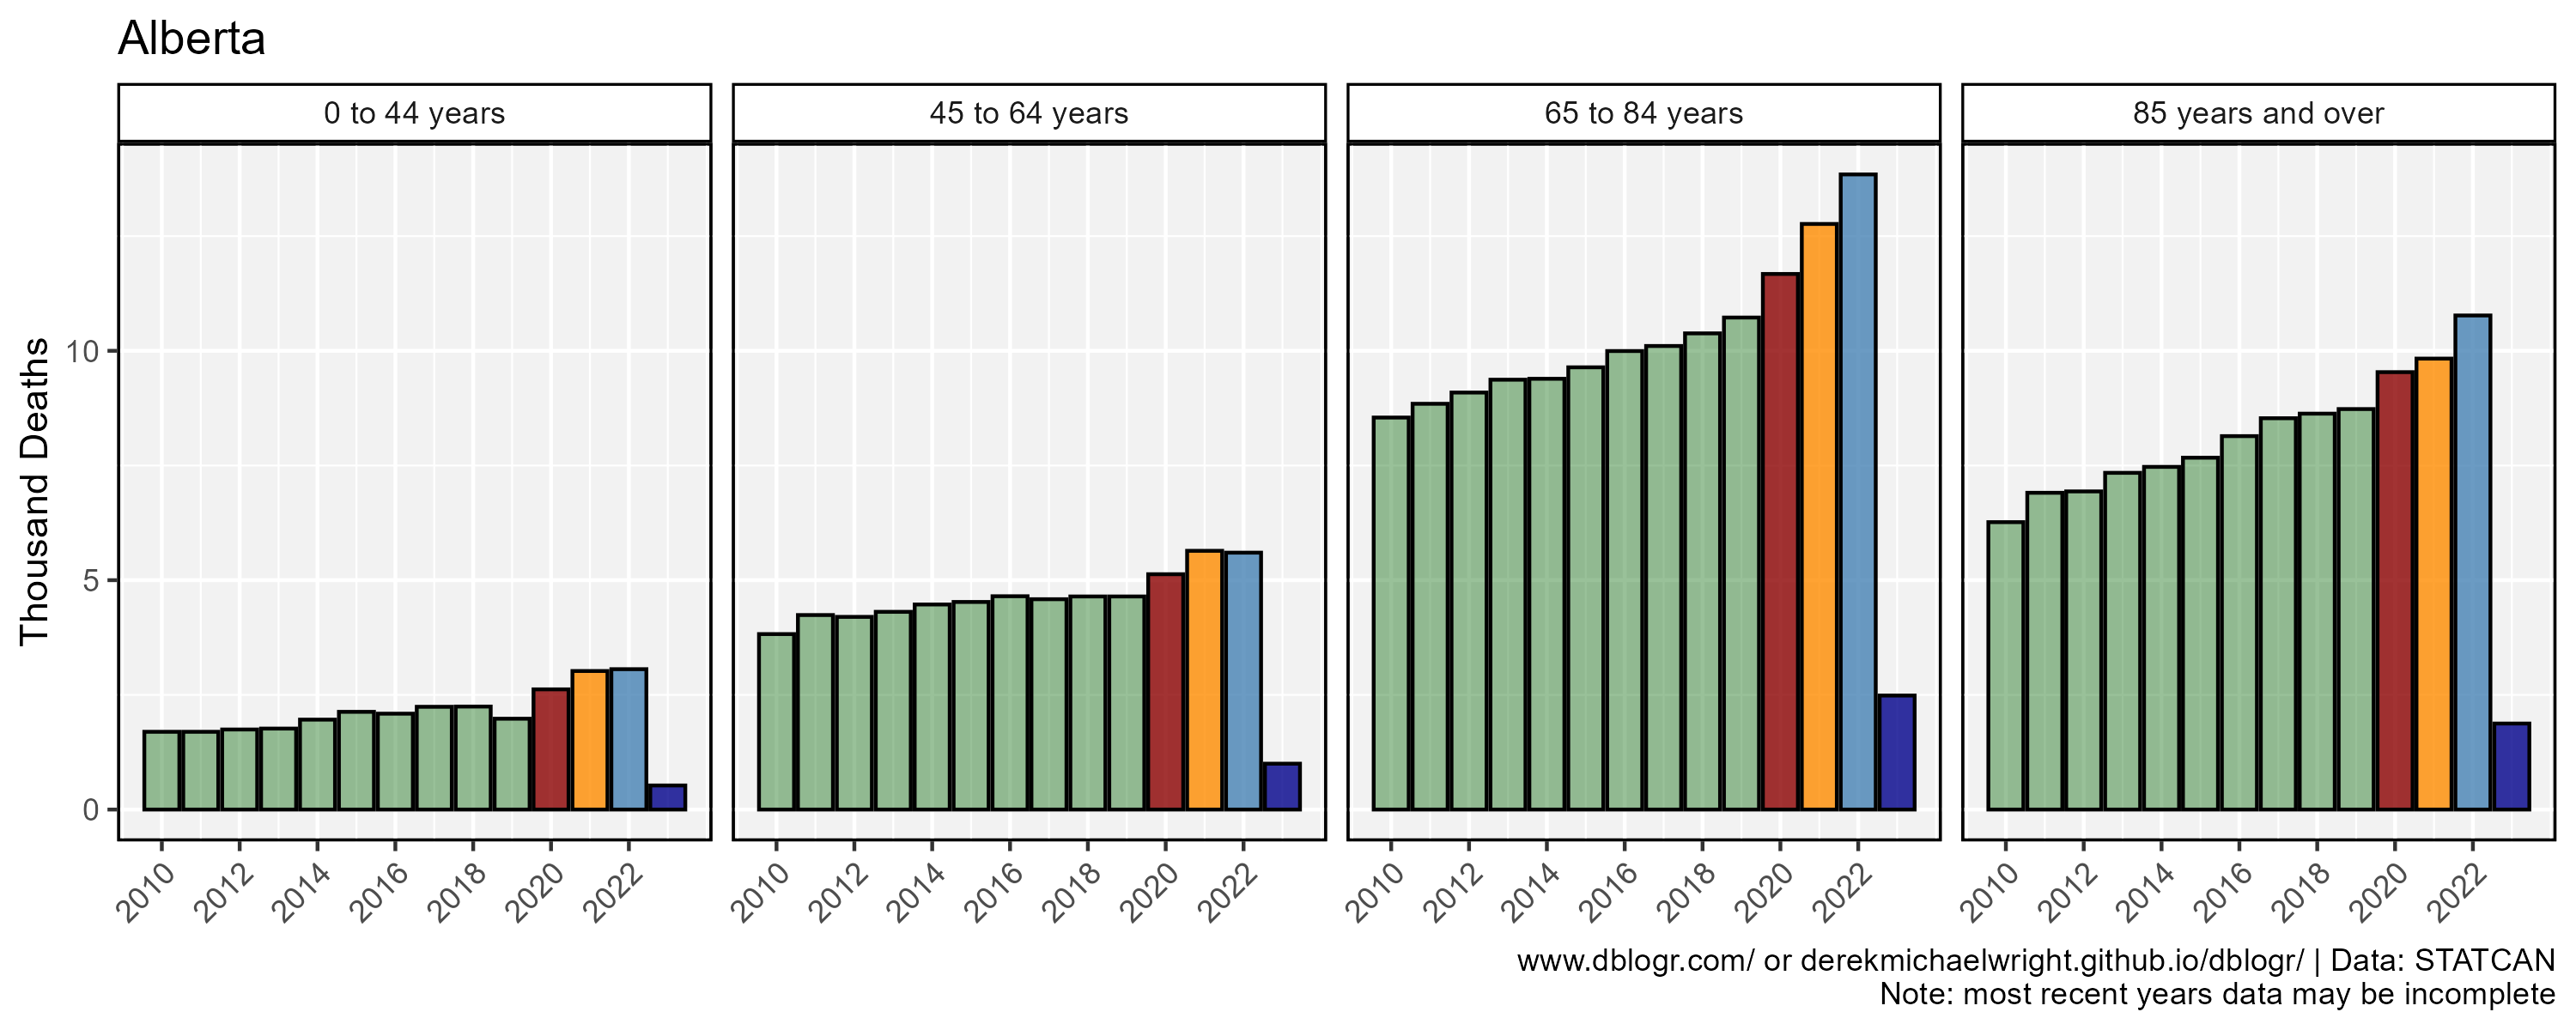 Alberta
0 to 44 years
45 to 64 years
65 to 84 years
85 years and over
Thousand Deaths
10
5
0
2010 2012 2014 2016 2018 2020 2022
2010 2012 2014 2016 2018 2020 2022
2010 2012 2014 2016 2018 2020 2022
2010 2012 2014 2016 2018 2020 2022
www.dblogr.com/ or derekmichaelwright.github.io/dblogr/ | Data: STATCAN
Note: most recent years data may be incomplete